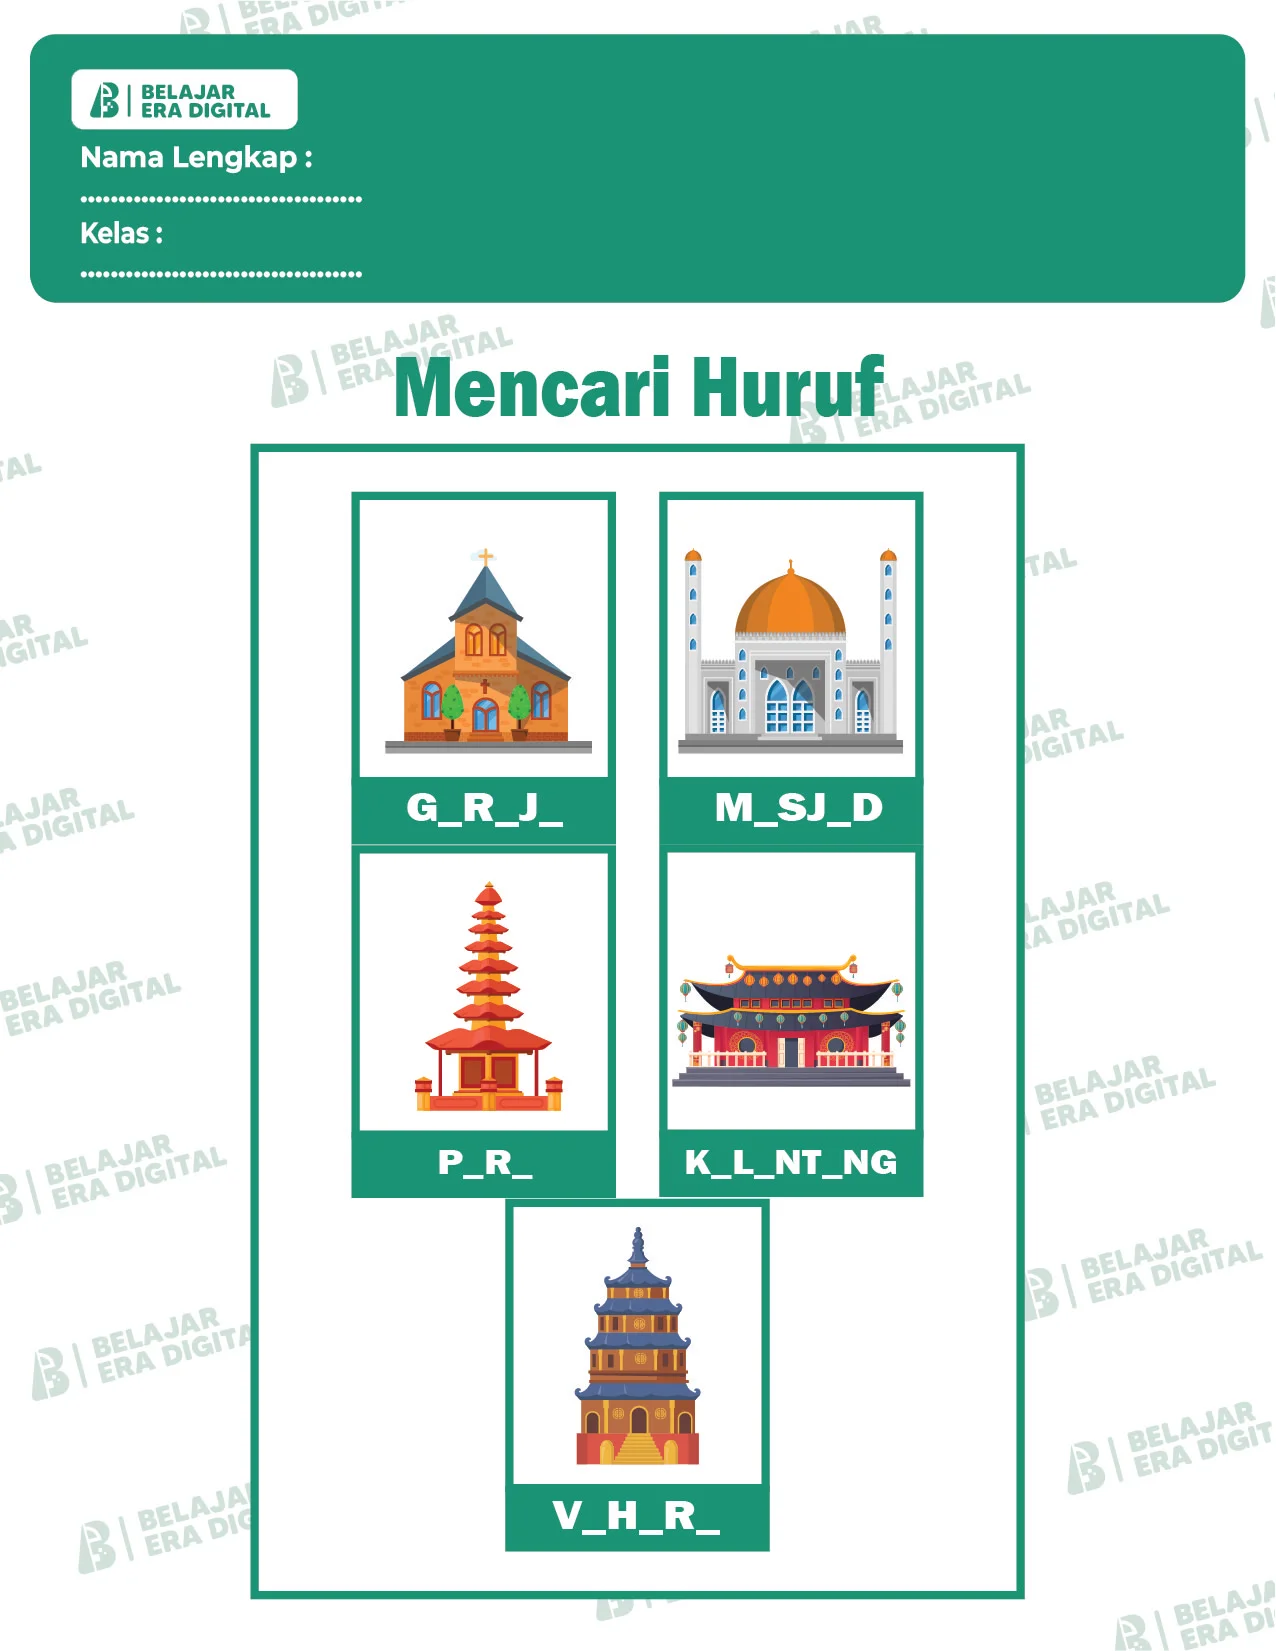 BELAJAR
ERA DIGITAL
Nama Lengkap :
.....................................
Kelas :
.....................................
Mencari Huruf
G_R_J_
M_SJ_D
P_R_
K_L_NT_NG
V_H_R_